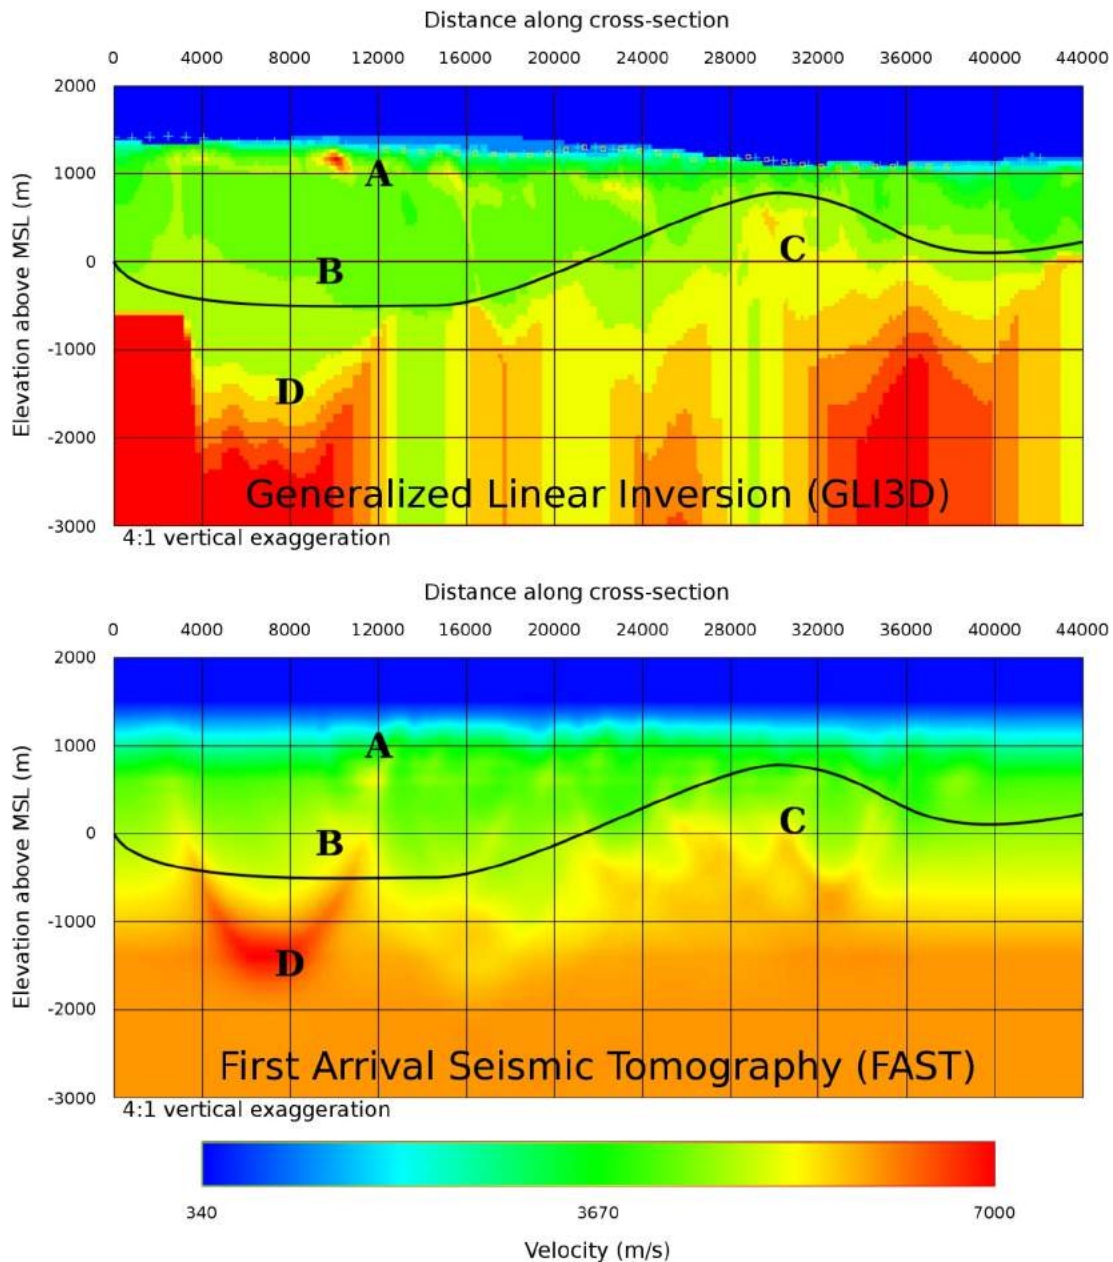 Distance along cross-section
0 4000 8000 12000 16000 20000 24000 28000 32000 36000 40000 44000
2000
1000
0
-1000
-2000
-3000
Elevation above MSL (m)
A
B
C
D
Generalized Linear Inversion (GLI3D)
4:1 vertical exaggeration
Distance along cross-section
0 4000 8000 12000 16000 20000 24000 28000 32000 36000 40000 44000
2000
1000
0
-1000
-2000
-3000
Elevation above MSL (m)
A
B
C
D
First Arrival Seismic Tomography (FAST)
4:1 vertical exaggeration
340 3670 7000
Velocity (m/s)